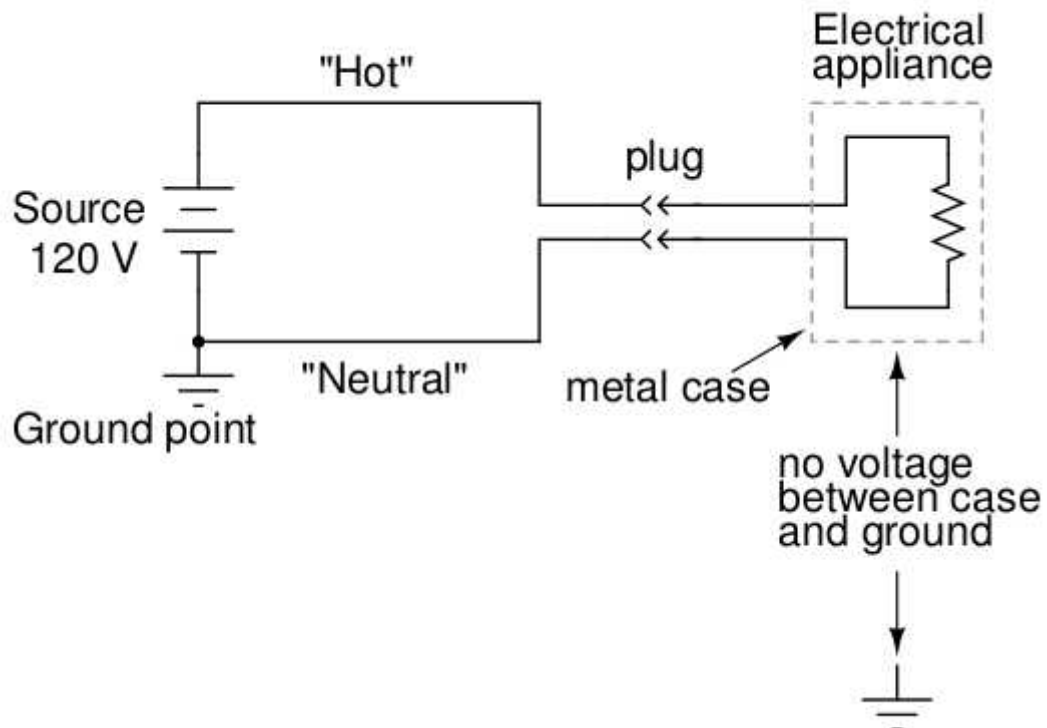 Electrical
appliance
"Hot"
plug
Source
120 V
"Neutral"
metal case
Ground point
no voltage
between case
and ground